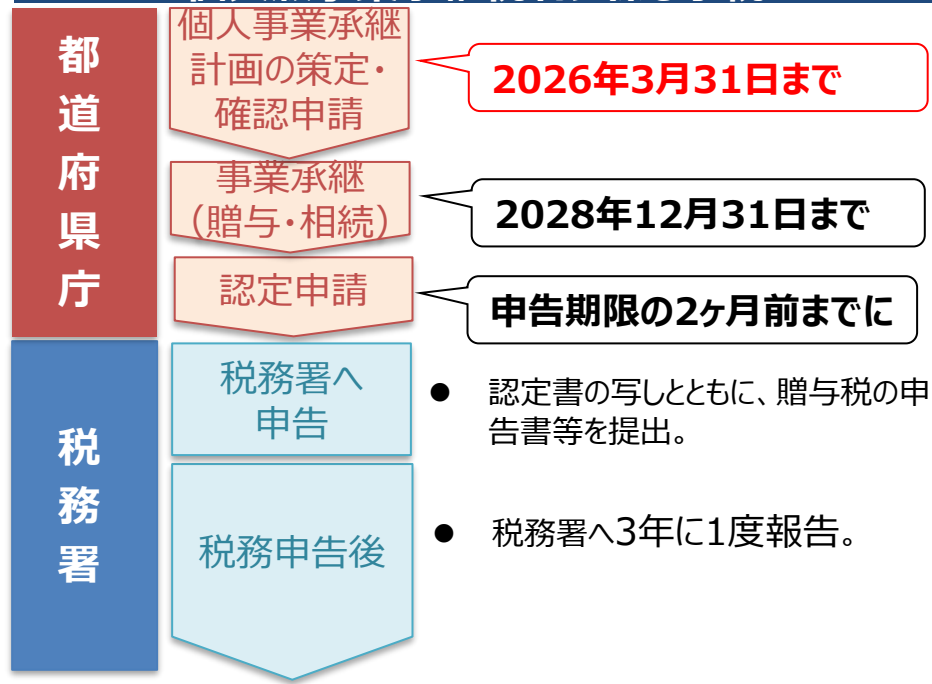 都道府県庁
個人事業承継
計画の策定・
確認申請
2026年3月31日まで
事業承継
(贈与・相続)
2028年12月31日まで
認定申請
申告期限の2ヶ月前までに
税務署
税務署へ
申告
● 認定書の写しとともに、贈与税の申
告書等を提出。
税務申告後
● 税務署へ3年に1度報告。